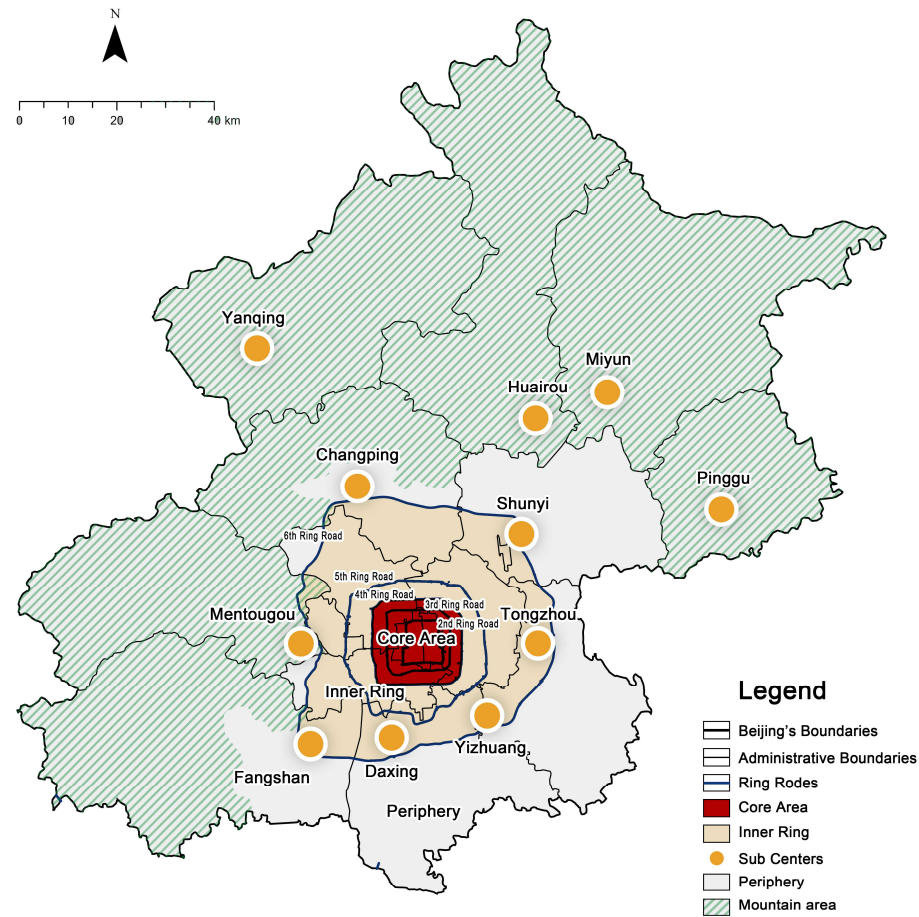 N
0 10 20 40 km
Yanqing
Miyun
Huairou
Changping
Pinggu
Shunyi
6th Ring Road
5th Ring Road
4th Ring Road
3rd Ring Road
Mentougou
Tongzhou
2nd Ring Road
Core Area
Inner Ring
Yizhuang
Daxing
Fangshan
Periphery
Legend
Beijing's Boundaries
Administrative Boundaries
Ring Rodes
Core Area
Inner Ring
Sub Centers
Periphery
Mountain area